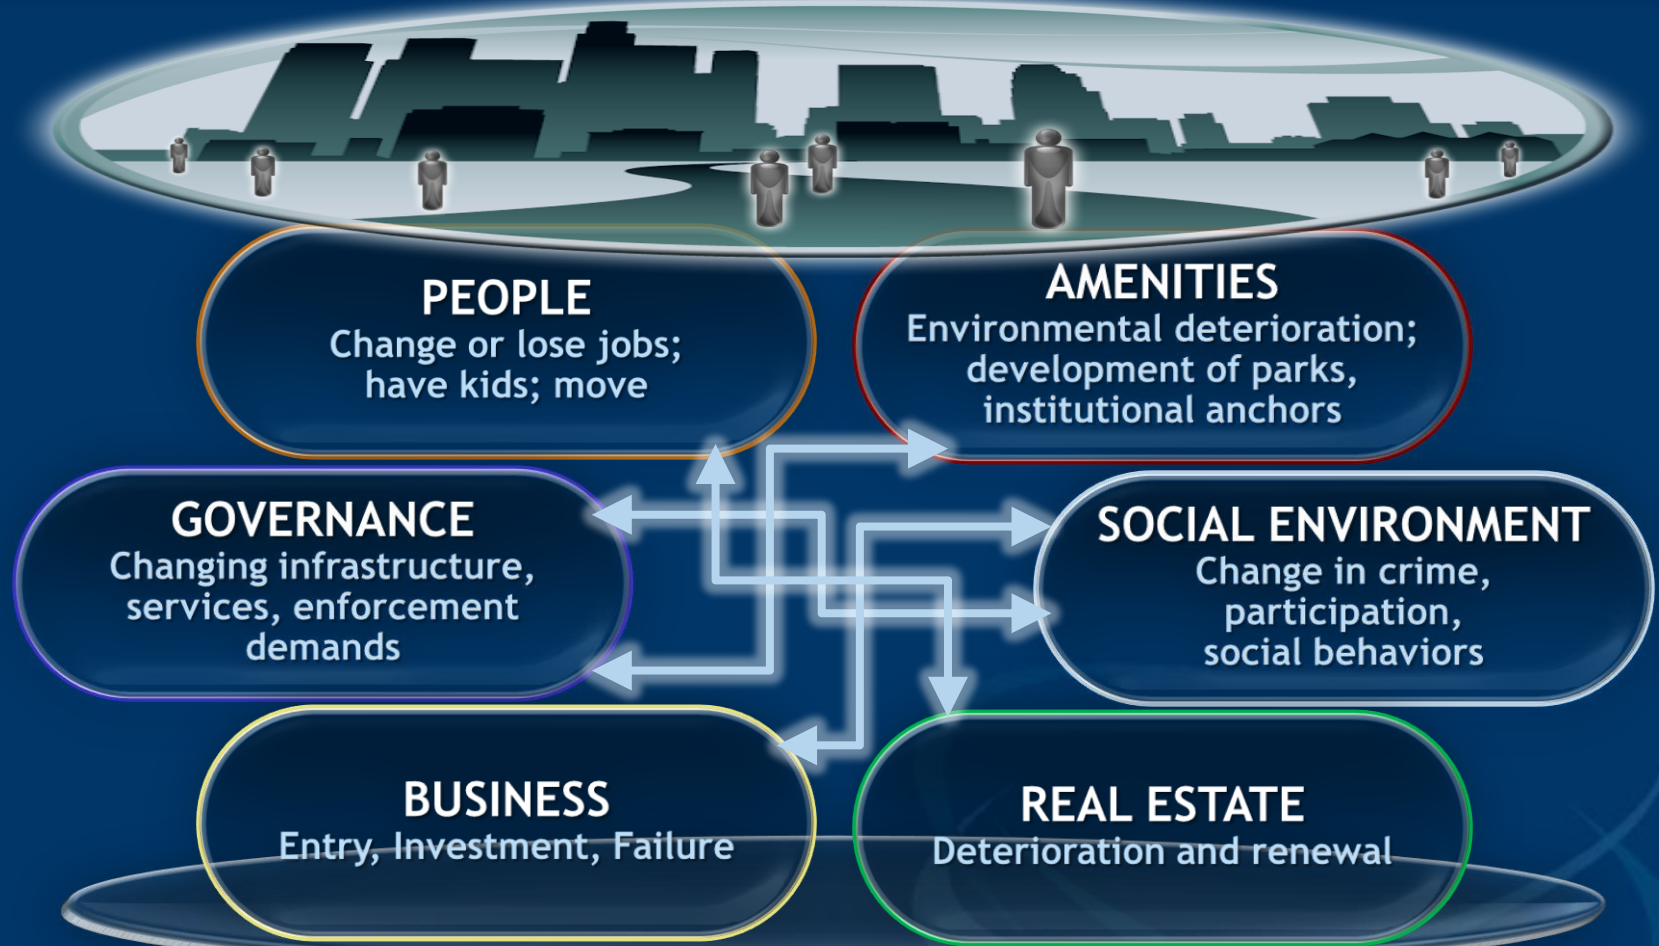 PEOPLE
Change or lose jobs;
have kids; move
AMENITIES
Environmental deterioration;
development of parks,
institutional anchors
GOVERNANCE
Changing infrastructure,
services, enforcement
demands
SOCIAL ENVIRONMENT
Change in crime,
participation,
social behaviors
BUSINESS
Entry, Investment, Failure
REAL ESTATE
Deterioration and renewal